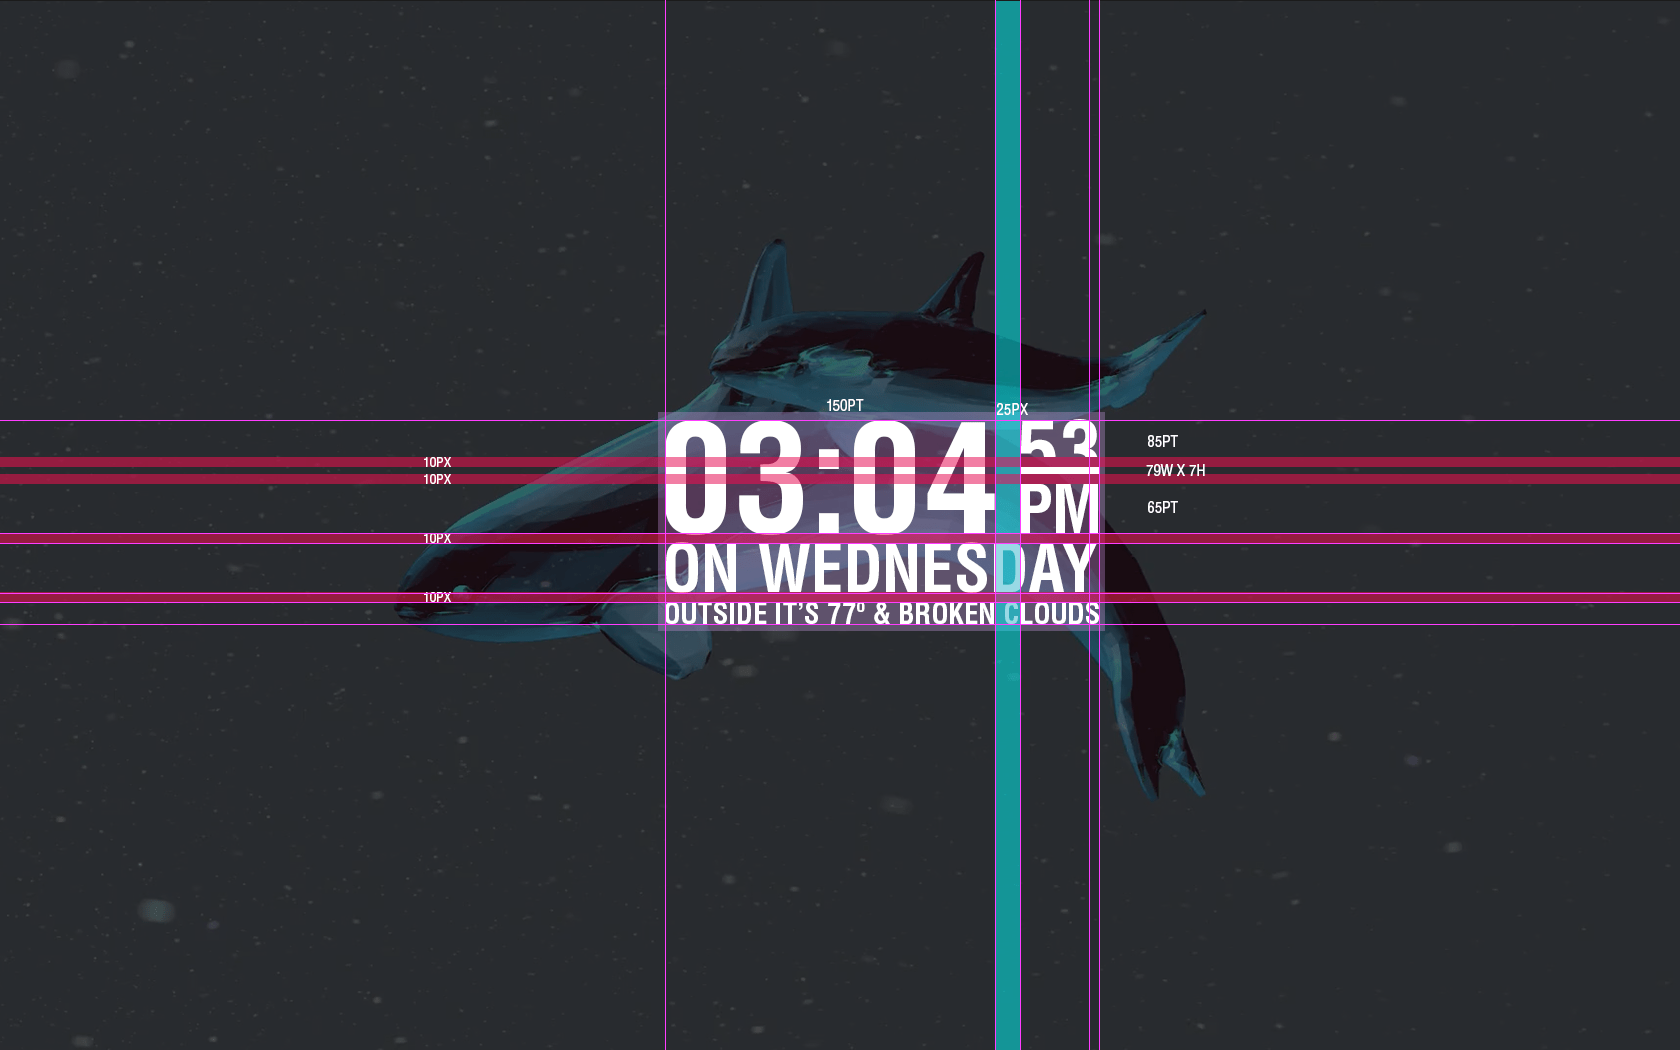 150PT
25PX
03:04 53
85PT
10PX
79W X 7H
10PX
PM
65PT
10PX
ON WEDNESDAY
10PX
OUTSIDE IT'S 77º & BROKEN CLOUDS